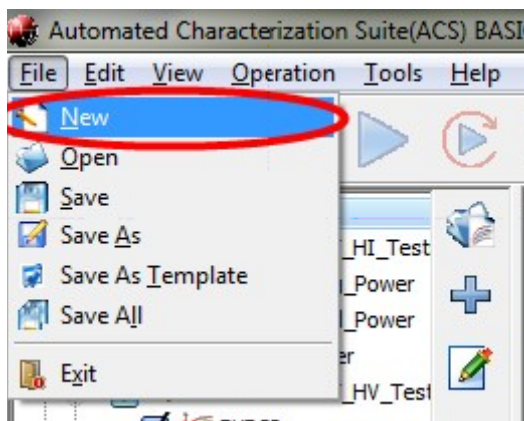 Automated Characterization Suite(ACS) BASI
File Edit View Operation Tools Help
New
Open
Save
Save As
_HI_Test
Save As Template
_Power
Save All
_Power
Exit
_HV_Test